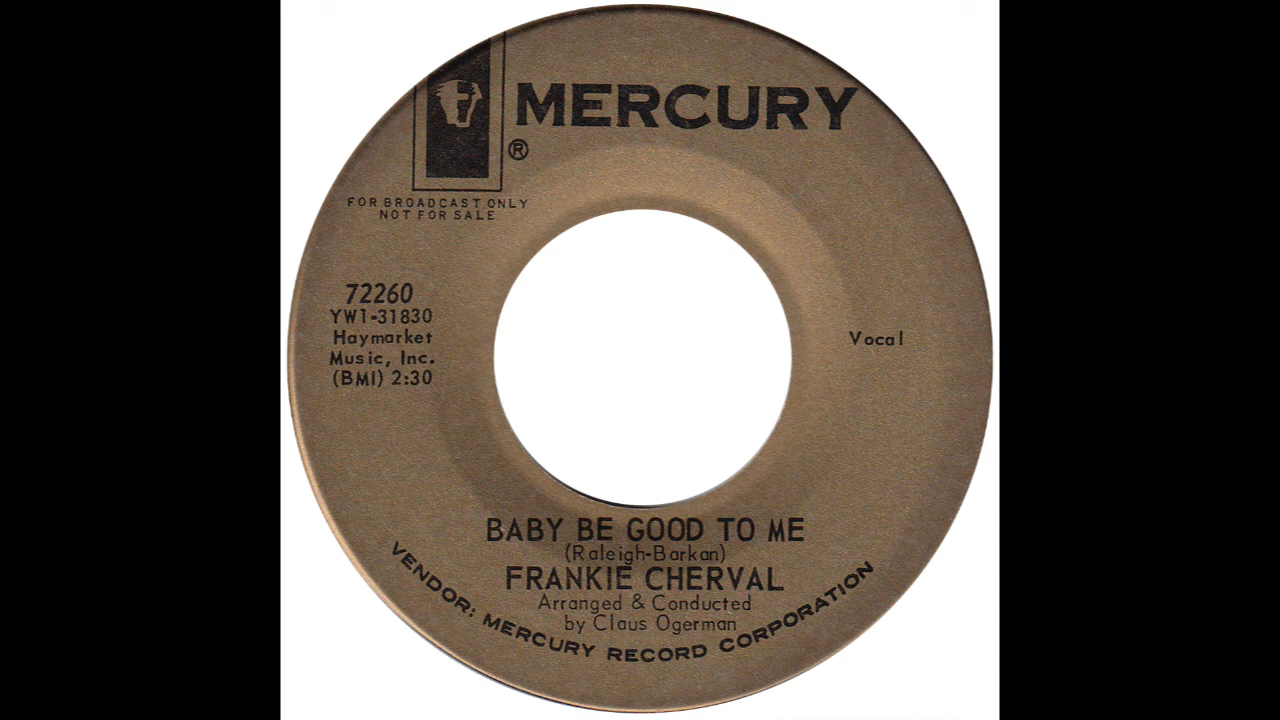 MERCURY
®
FOR BROADCAST ONLY
NOT FOR SALE
72260
YW1-31830
Haymarket
Music, Inc.
(BMI) 2:30
Vocal
BABY BE GOOD TO ME
(Raleigh-Barkan)
FRANKIE CHERVAL
Arranged & Conducted
by Claus Ogerman
VENDOR: MERCURY RECORD CORPORATION